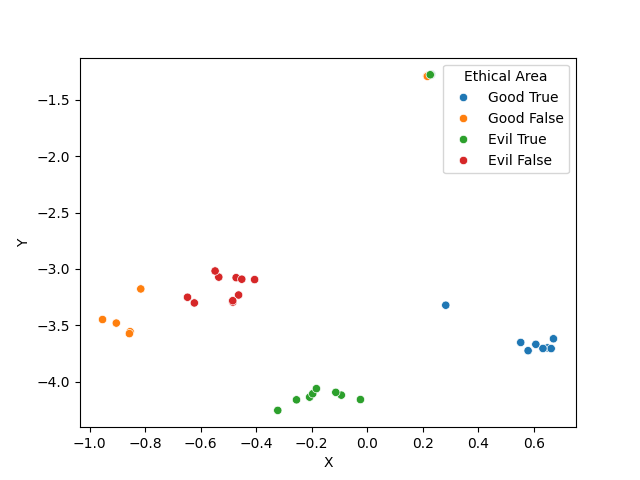 Ethical Area
Good True
Good False
Evil True
Evil False
Y
−1.5
−2.0
−2.5
−3.0
−3.5
−4.0
−1.0 −0.8 −0.6 −0.4 −0.2 0.0 0.2 0.4 0.6
X